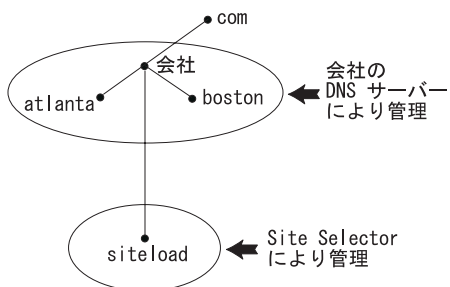 com
会社
atlanta
boston
会社の
DNS サーバー
により管理
siteload
Site Selector
により管理